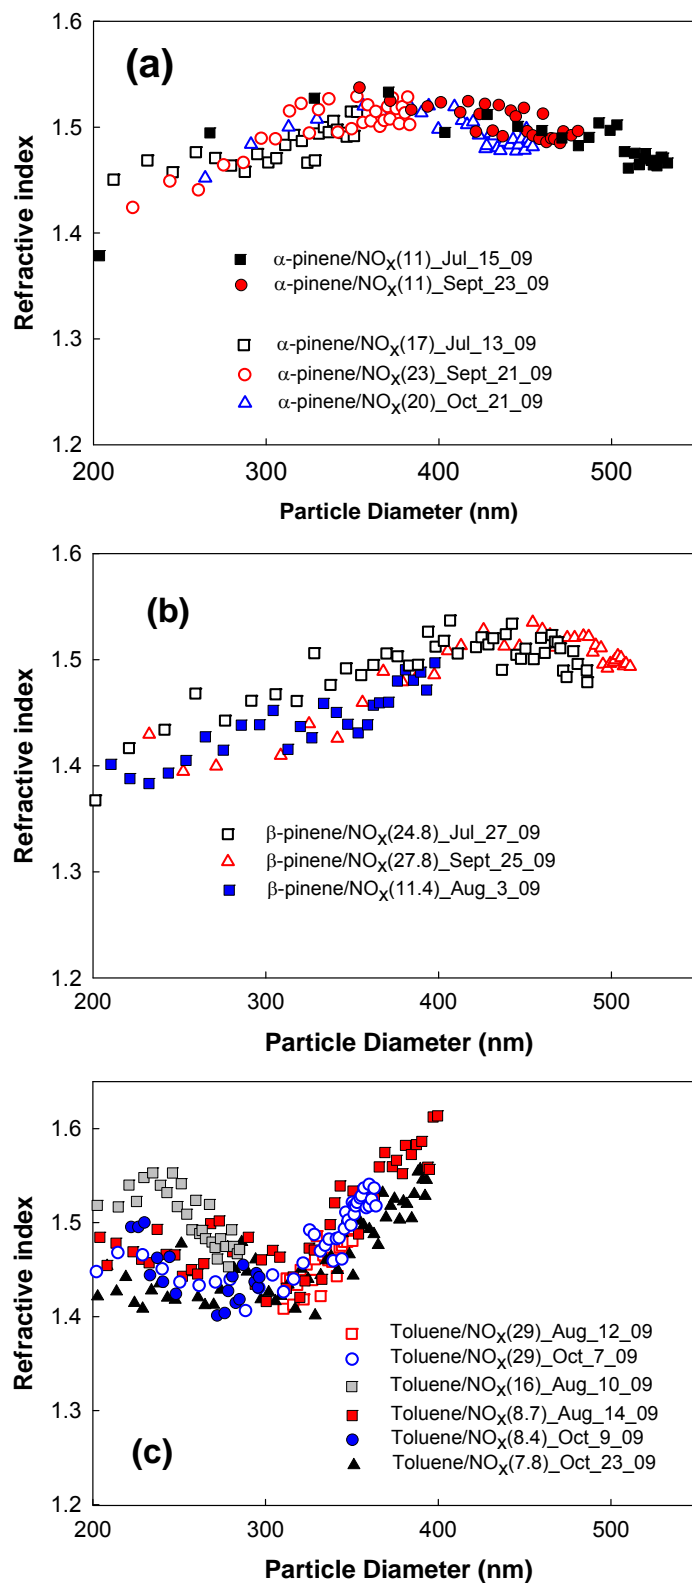 1.6
(a)
1.5
1.4
1.3
1.2
Refractive index
α-pinene/NOX(11)_Jul_15_09
α-pinene/NOX(11)_Sept_23_09
α-pinene/NOX(17)_Jul_13_09
α-pinene/NOX(23)_Sept_21_09
α-pinene/NOX(20)_Oct_21_09
200 300 400 500
Particle Diameter (nm)
1.6
(b)
1.5
1.4
1.3
1.2
Refractive index
β-pinene/NOX(24.8)_Jul_27_09
β-pinene/NOX(27.8)_Sept_25_09
β-pinene/NOX(11.4)_Aug_3_09
200 300 400 500
Particle Diameter (nm)
1.6
1.5
1.4
1.3
1.2
Refractive index
Toluene/NOX(29)_Aug_12_09
Toluene/NOX(29)_Oct_7_09
Toluene/NOX(16)_Aug_10_09
Toluene/NOX(8.7)_Aug_14_09
Toluene/NOX(8.4)_Oct_9_09
Toluene/NOX(7.8)_Oct_23_09
(c)
200 300 400 500
Particle Diameter (nm)